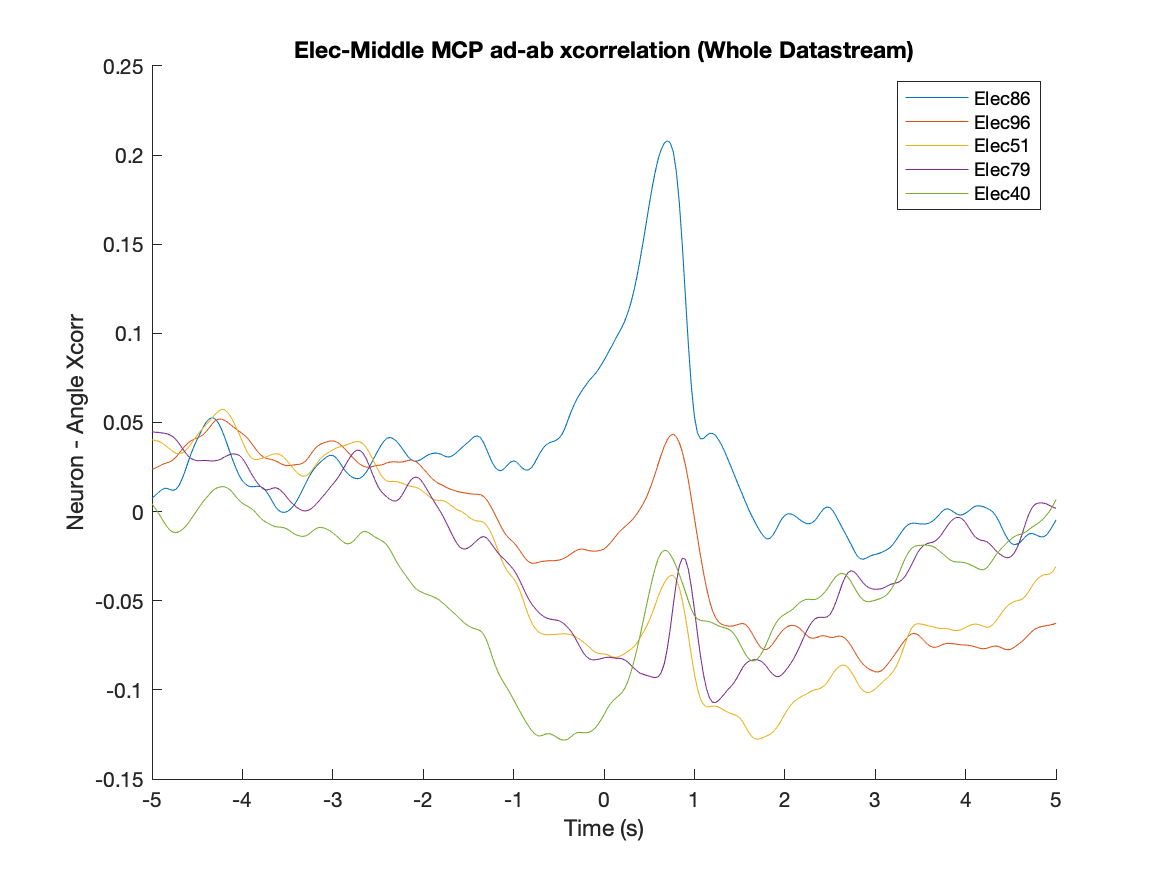 Elec-Middle MCP ad-ab xcorrelation (Whole Datastream)
0.25
0.2
0.15
0.1
0.05
0
-0.05
-0.1
-0.15
Neuron - Angle Xcorr
Elec86
Elec96
Elec51
Elec79
Elec40
-5 -4 -3 -2 -1 0 1 2 3 4 5
Time (s)